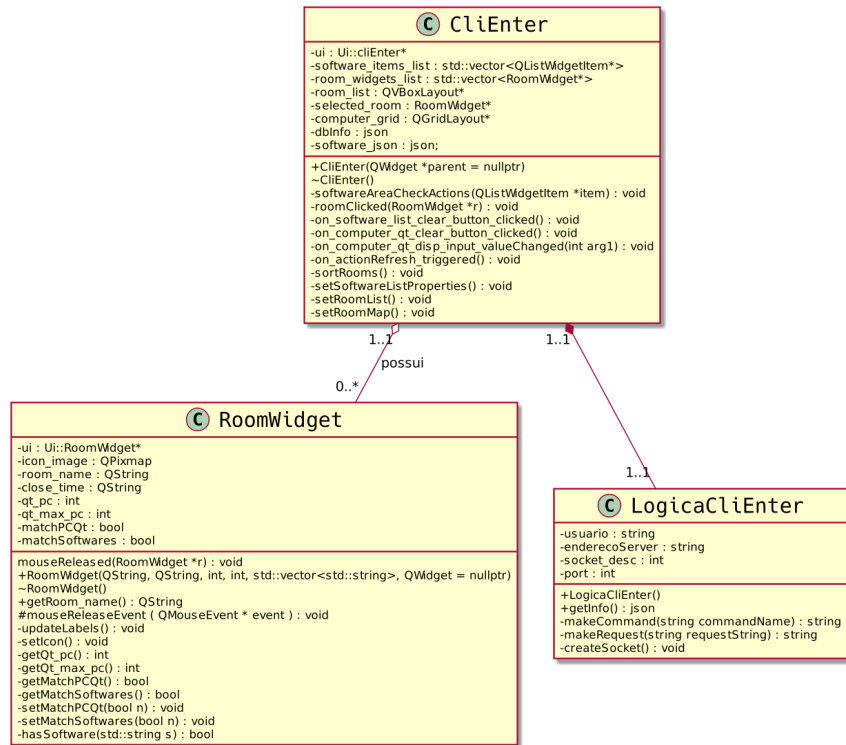 C CliEnter
-ui : Ui::cliEnter*
-software_items_list : std::vector<QListWidgetItem*>
-room_widgets_list : std::vector<RoomWidget*>
-room_list : QVBoxLayout*
-selected_room : RoomWidget*
-computer_grid : QGridLayout*
-dbInfo : json
-software_json : json;
+CliEnter(QWidget *parent = nullptr)
~CliEnter()
-softwareAreaCheckActions(QListWidgetItem *item) : void
-roomClicked(RoomWidget *r) : void
-on_software_list_clear_button_clicked() : void
-on_computer_qt_clear_button_clicked() : void
-on_computer_qt_disp_input_valueChanged(int arg1) : void
-on_actionRefresh_triggered() : void
-sortRooms() : void
-setSoftwareListProperties() : void
-setRoomList() : void
-setRoomMap() : void
1..1
1..1
possui
0..*
1..1
C RoomWidget
-ui : Ui::RoomWidget*
-icon_image : QPixmap
-room_name : QString
-close_time : QString
-qt_pc : int
-qt_max_pc : int
-matchPCQt : bool
-matchSoftwares : bool
mouseReleased(RoomWidget *r) : void
+RoomWidget(QString, QString, int, int, std::vector<std::string>, QWidget = nullptr)
~RoomWidget()
+getRoom_name() : QString
#mouseReleaseEvent ( QMouseEvent * event ) : void
-updateLabels() : void
-setIcon() : void
-getQt_pc() : int
-getQt_max_pc() : int
-getMatchPCQt() : bool
-getMatchSoftwares() : bool
-setMatchPCQt(bool n) : void
-setMatchSoftwares(bool n) : void
-hasSoftware(std::string s) : bool
C LogicaCliEnter
-usuario : string
-enderecoServer : string
-socket_desc : int
-port : int
+LogicaCliEnter()
+getInfo() : json
-makeCommand(string commandName) : string
-makeRequest(string requestString) : string
-createSocket() : void